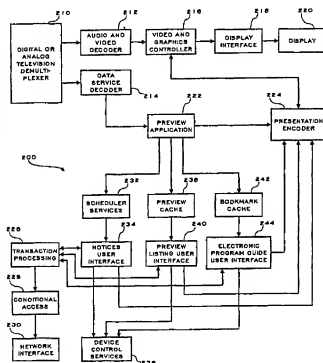 210
212
216
218
220
DIGITAL OR
ANALOG
TELEVISION
DEMULTI-
PLEXER
AUDIO AND
VIDEO
DECODER
VIDEO AND
GRAPHICS
CONTROLLER
DISPLAY
INTERFACE
DISPLAY
DATA
SERVICE
DECODER
214
222
224
PREVIEW
APPLICATION
PRESENTATION
ENCODER
200
232
238
242
SCHEDULER
SERVICES
PREVIEW
CACHE
BOOKMARK
CACHE
226
234
240
244
TRANSACTION
PROCESSING
NOTICES
USER
INTERFACE
PREVIEW
LISTING USER
INTERFACE
ELECTRONIC
PROGRAM GUIDE
USER INTERFACE
228
CONDITIONAL
ACCESS
230
NETWORK
INTERFACE
DEVICE
CONTROL
SERVICES
236